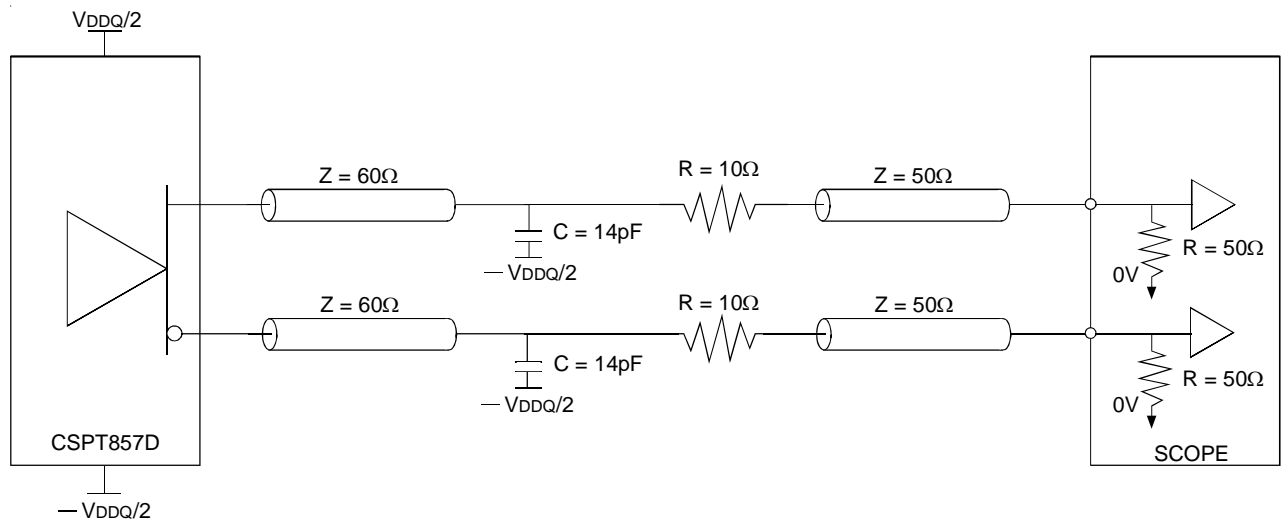 VDDQ/2
Z = 60Ω
R = 10Ω
Z = 50Ω
C = 14pF
— VDDQ/2
R = 50Ω
0V
Z = 60Ω
R = 10Ω
Z = 50Ω
C = 14pF
— VDDQ/2
R = 50Ω
0V
CSPT857D
SCOPE
— VDDQ/2